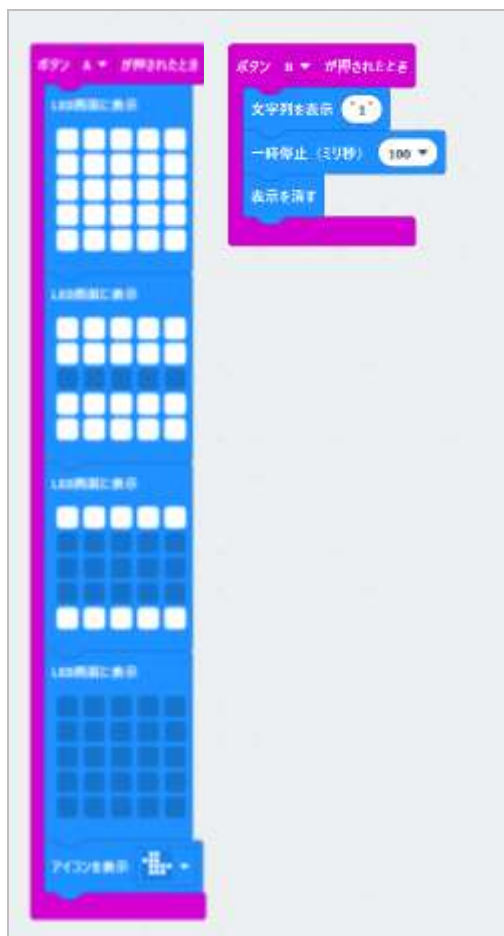 ボタン A ▼ が押されたとき
LED画面に表示
LED画面に表示
LED画面に表示
LED画面に表示
アイコンを表示
ボタン B ▼ が押されたとき
文字列を表示 "1"
一時停止（ミリ秒） 100 ▼
表示を消す